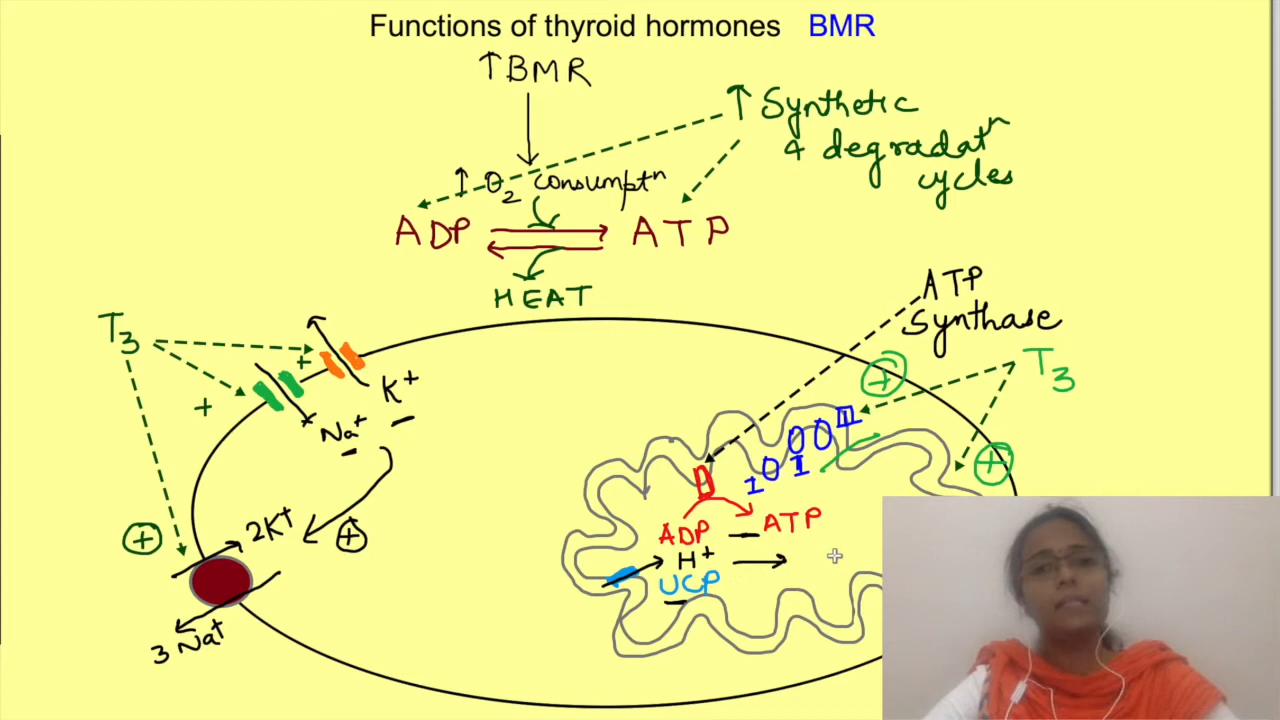 Functions of thyroid hormones BMR
↑BMR
↑ Synthetic
& degradatⁿ
cycles
↑ O₂ consumptⁿ
ADP ATP
HEAT
ATP
Synthase
T₃
+
+
K⁺
Na⁺
+
T₃
+
+
2K⁺
+
3 Na⁺
ADP ATP
H⁺
UCP